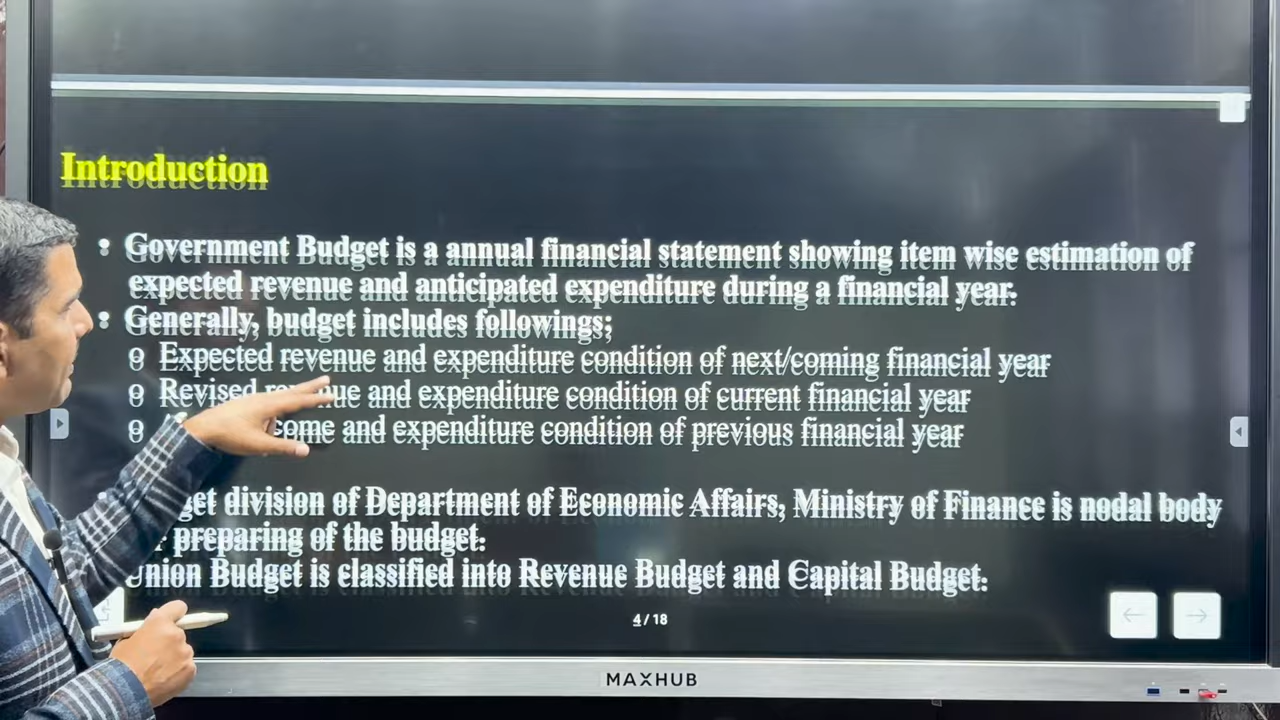 Introduction
Government Budget is a annual financial statement showing item wise estimation of
expected revenue and anticipated expenditure during a financial year.
Generally, budget includes followings;
o Expected revenue and expenditure condition of next/coming financial year
o Revised revenue and expenditure condition of current financial year
o come and expenditure condition of previous financial year
get division of Department of Economic Affairs, Ministry of Finance is nodal body
preparing of the budget.
Union Budget is classified into Revenue Budget and Capital Budget.
4 / 18
MAXHUB